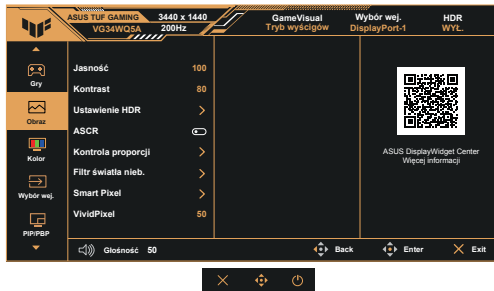 ASUS TUF GAMING 3440 x 1440
VG34WQ5A 200Hz
GameVisual
Tryb wyścigów
Wybór wej.
DisplayPort-1
HDR
WYŁ.
Gry
Obraz
Kolor
Wybór wej.
PIP/PBP
Jasność 100
Kontrast 80
Ustawienie HDR
ASCR
Kontrola proporcji
Filtr światła nieb.
Smart Pixel
VividPixel 50
ASUS DisplayWidget Center
Więcej informacji
Głośność 50
Back
Enter
Exit